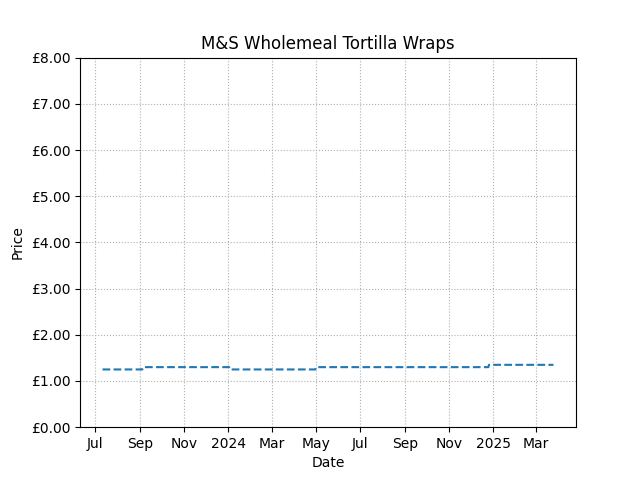 M&S Wholemeal Tortilla Wraps
£8.00
£7.00
£6.00
£5.00
£4.00
£3.00
£2.00
£1.00
£0.00
Price
Jul Sep Nov 2024 Mar May Jul Sep Nov 2025 Mar
Date